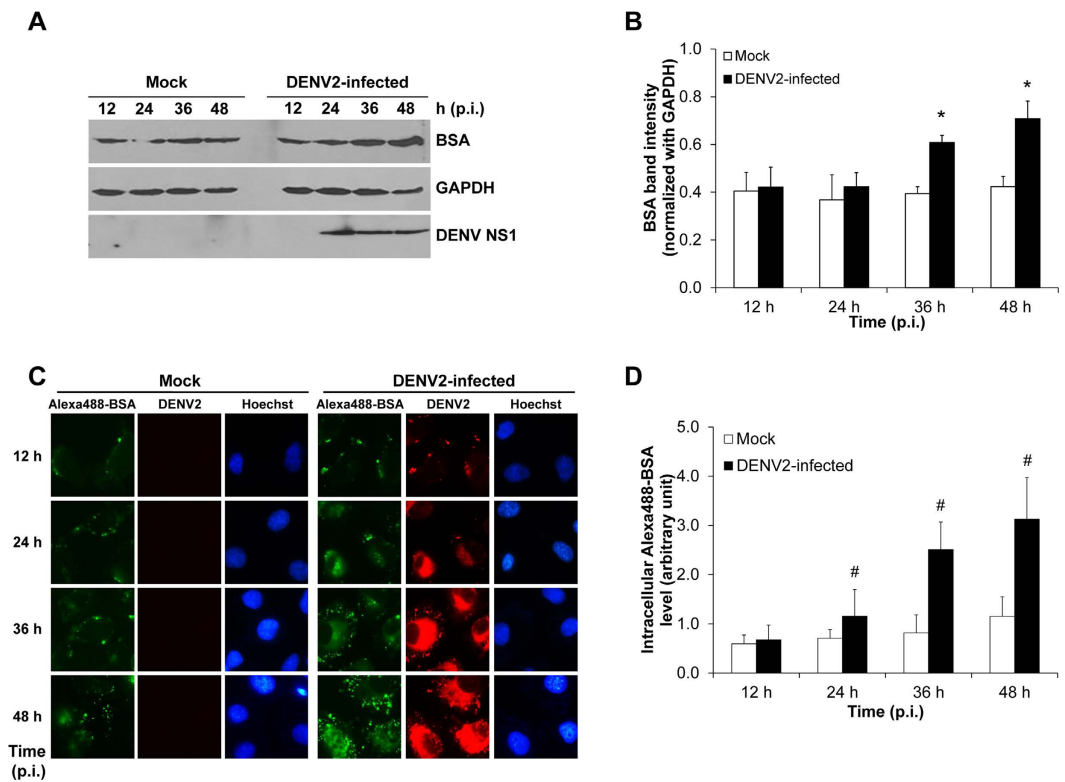 A
Mock DENV2-infected
12 24 36 48 12 24 36 48 h (p.i.)
BSA
GAPDH
DENV NS1
B
BSA band intensity
(normalized with GAPDH)
1.0
0.8
0.6
0.4
0.2
0.0
Mock
DENV2-infected
*
*
12 h 24 h 36 h 48 h
Time (p.i.)
C
Mock DENV2-infected
Alexa488-BSA DENV2 Hoechst Alexa488-BSA DENV2 Hoechst
12 h
24 h
36 h
48 h
Time
(p.i.)
D
Intracellular Alexa488-BSA
level (arbitrary unit)
5.0
4.0
3.0
2.0
1.0
0.0
Mock
DENV2-infected
#
#
#
12 h 24 h 36 h 48 h
Time (p.i.)